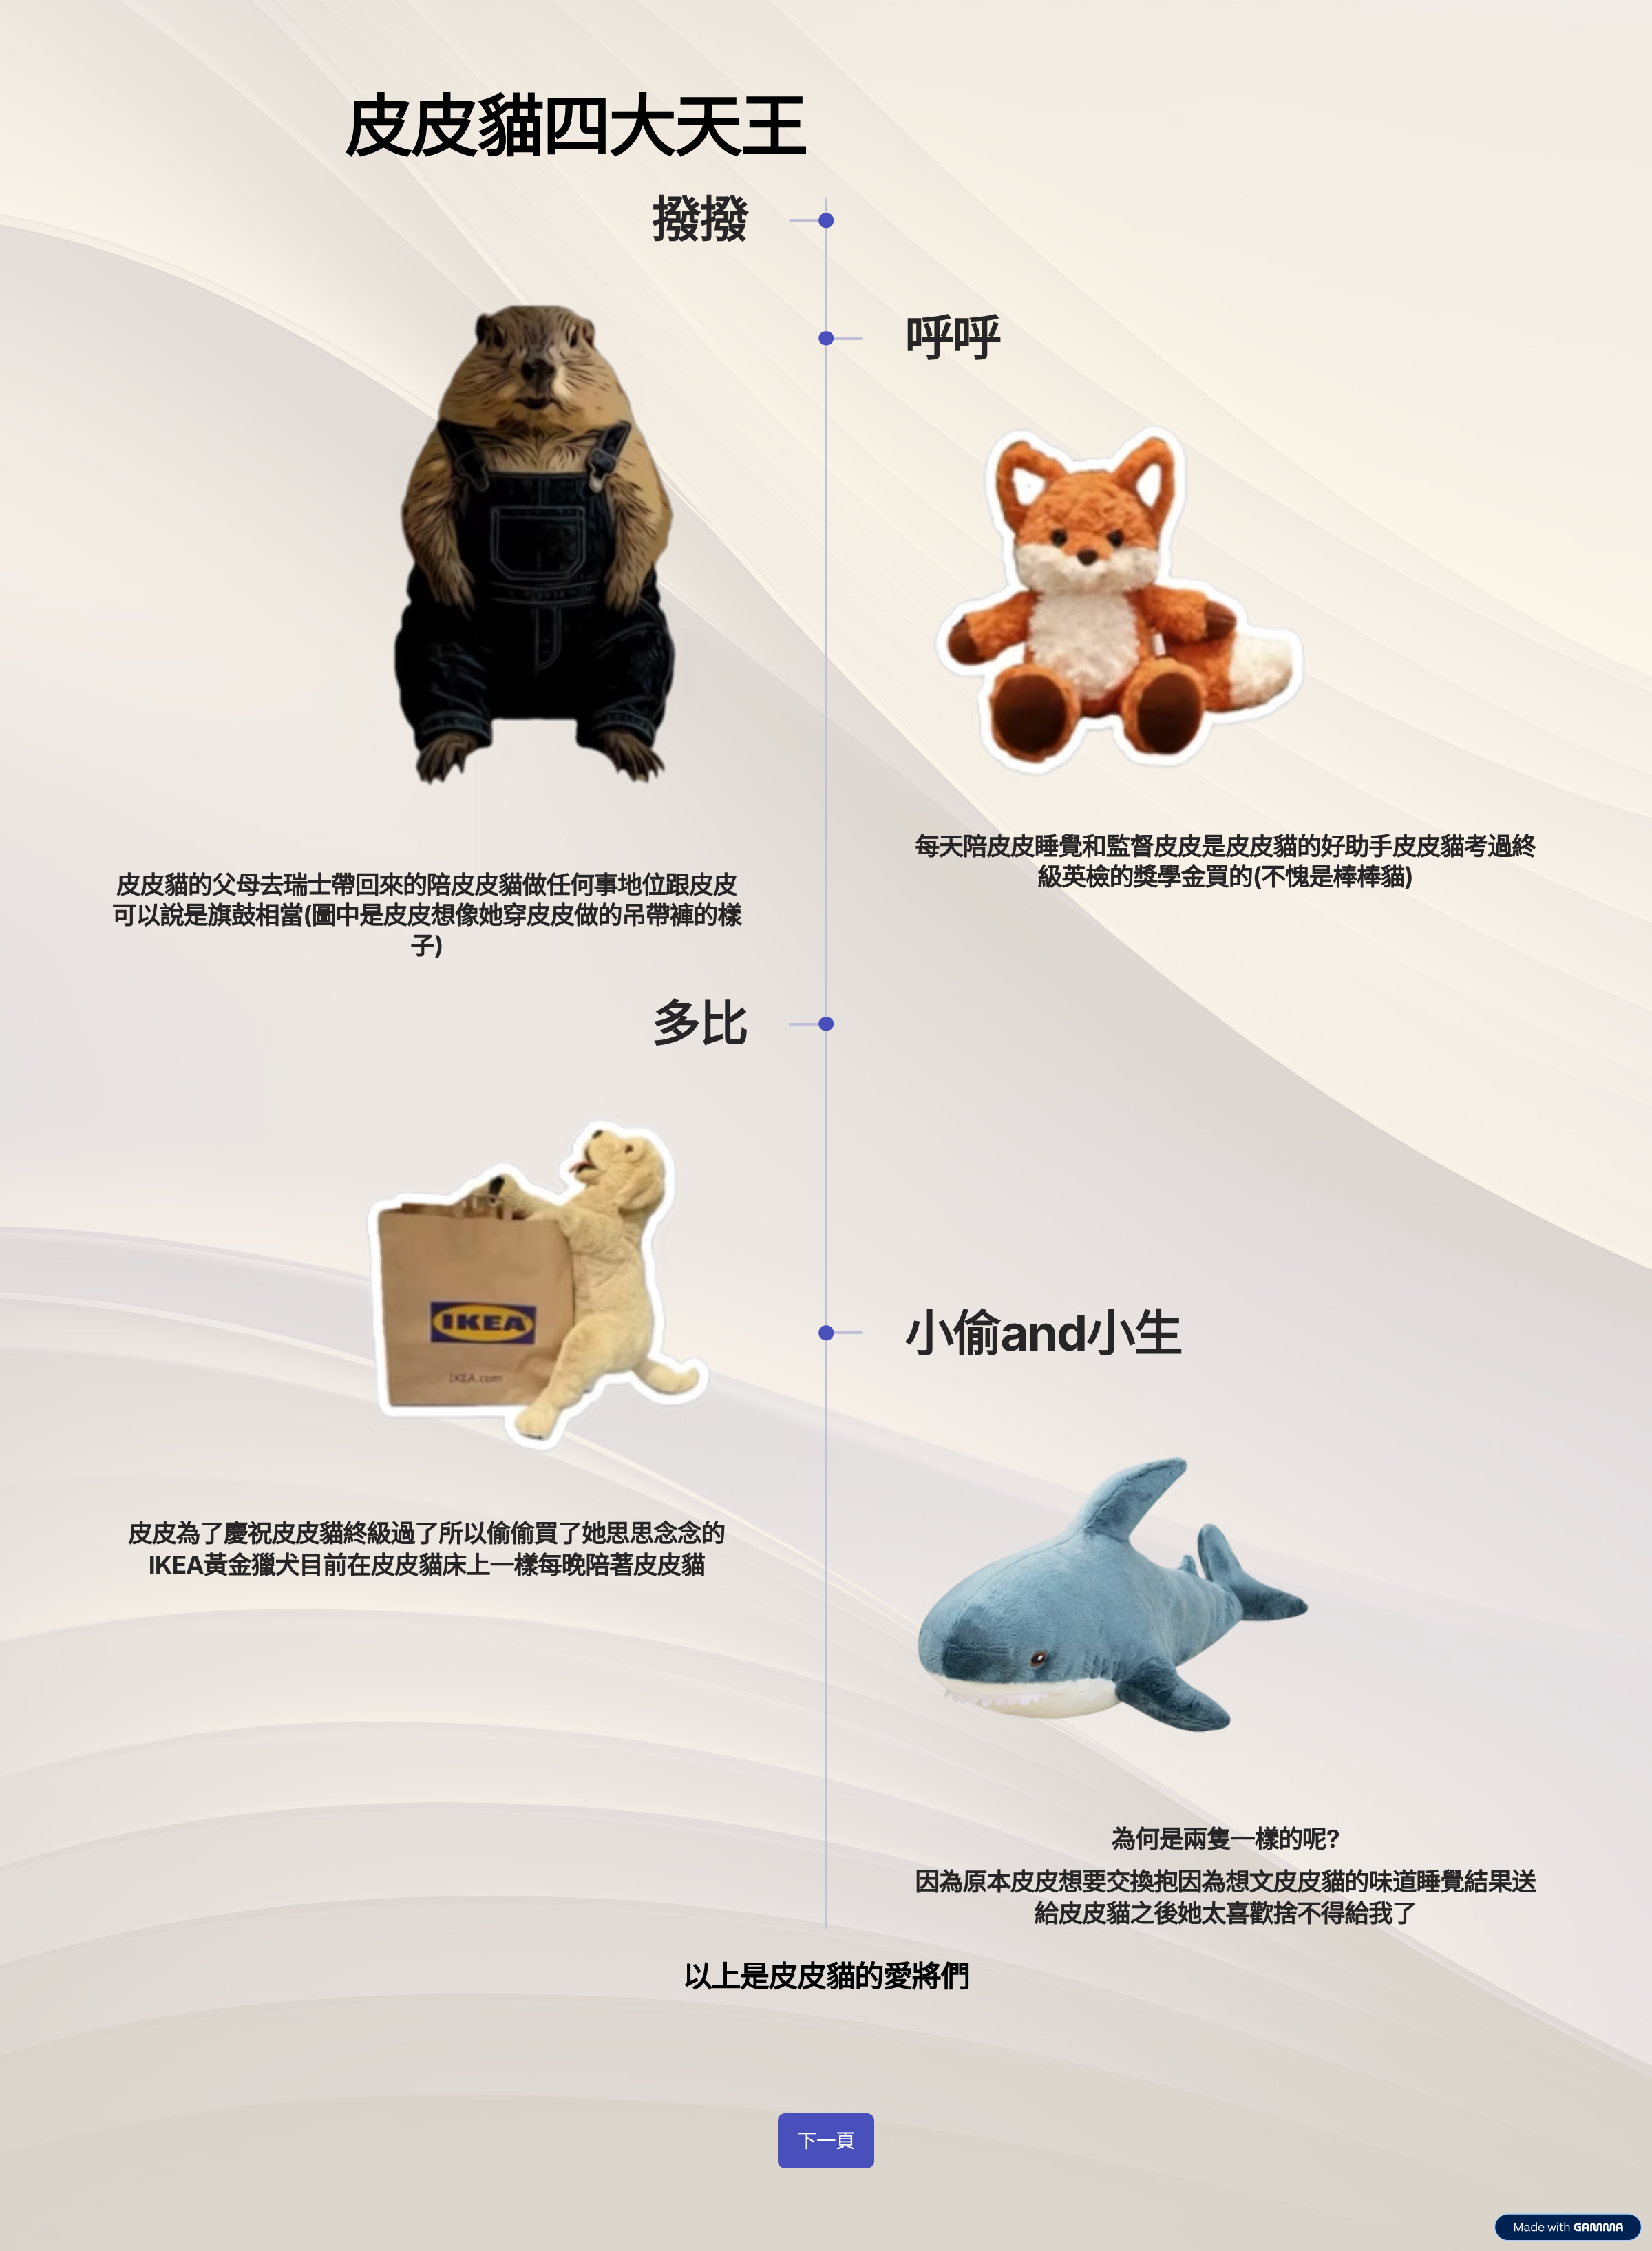 皮皮貓四大天王
撥撥
呼呼
每天陪皮皮睡覺和監督皮皮是皮皮貓的好助手皮皮貓考過終
級英檢的獎學金買的(不愧是棒棒貓)
皮皮貓的父母去瑞士帶回來的陪皮皮貓做任何事地位跟皮皮
可以說是旗鼓相當(圖中是皮皮想像她穿皮皮做的吊帶褲的樣
子)
多比
IKEA
IKEA.com
小偷and小生
皮皮為了慶祝皮皮貓終級過了所以偷偷買了她思思念念的
IKEA黃金獵犬目前在皮皮貓床上一樣每晚陪著皮皮貓
為何是兩隻一樣的呢?
因為原本皮皮想要交換抱因為想文皮皮貓的味道睡覺結果送
給皮皮貓之後她太喜歡捨不得給我了
以上是皮皮貓的愛將們
下一頁
Made with GAMMA